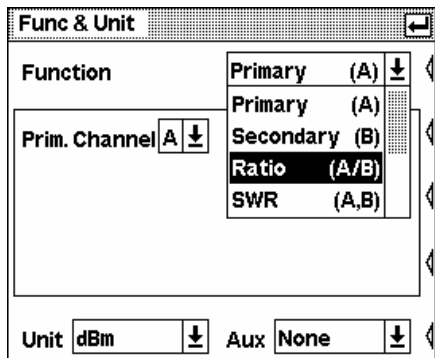 Func & Unit
Function
Primary (A)
Primary (A)
Prim. Channel A
Secondary (B)
Ratio (A/B)
SWR (A,B)
Unit dBm
Aux None